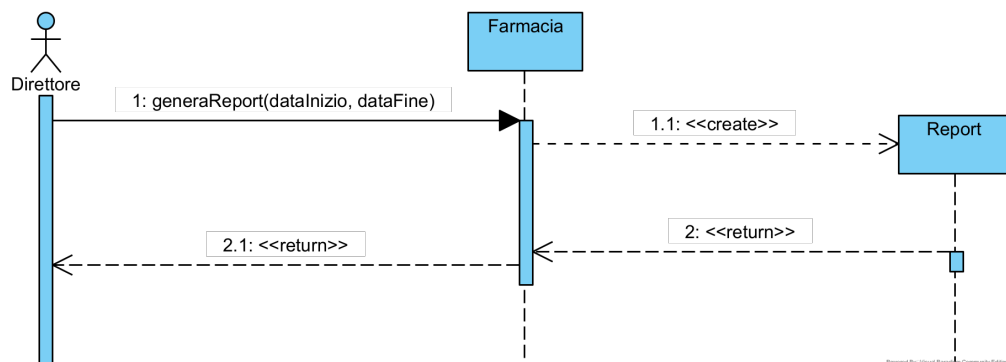 Farmacia
Direttore
1: generaReport(dataInizio, dataFine)
1.1: <<create>>
Report
2: <<return>>
2.1: <<return>>